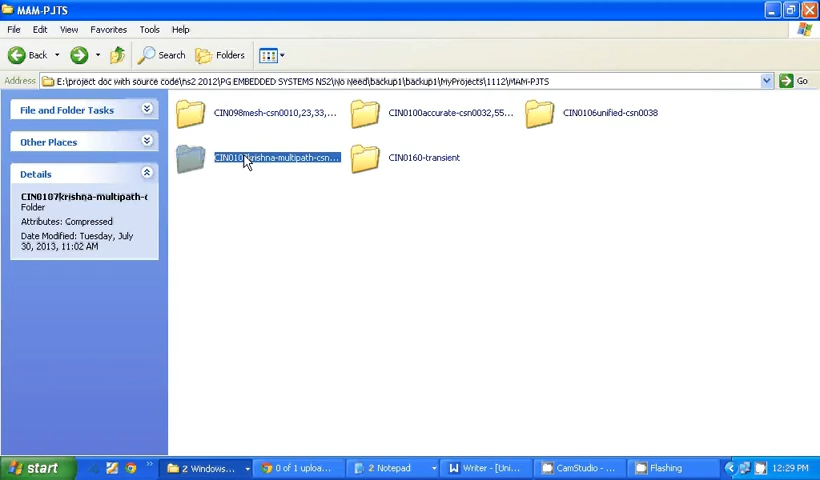 MAM-PJTS
File Edit View Favorites Tools Help
Back Search Folders
Address E:\project doc with source code\ns2 2012\PG EMBEDDED SYSTEMS NS2\No Need\backup1\backup1\MyProjects\1112\MAM-PJTS Go
File and Folder Tasks
Other Places
Details
CIN0107krishna-multipath-c
Folder
Attributes: Compressed
Date Modified: Tuesday, July
30, 2013, 11:02 AM
CIN098mesh-csn0010,23,33,...
CIN0100accurate-csn0032,55...
CIN0106unified-csn0038
CIN0107krishna-multipath-csn...
CIN0160-transient
start
2 Windows...
0 of 1 uploa...
2 Notepad
Writer - [Uni...
CamStudio - ...
Flashing
12:29 PM